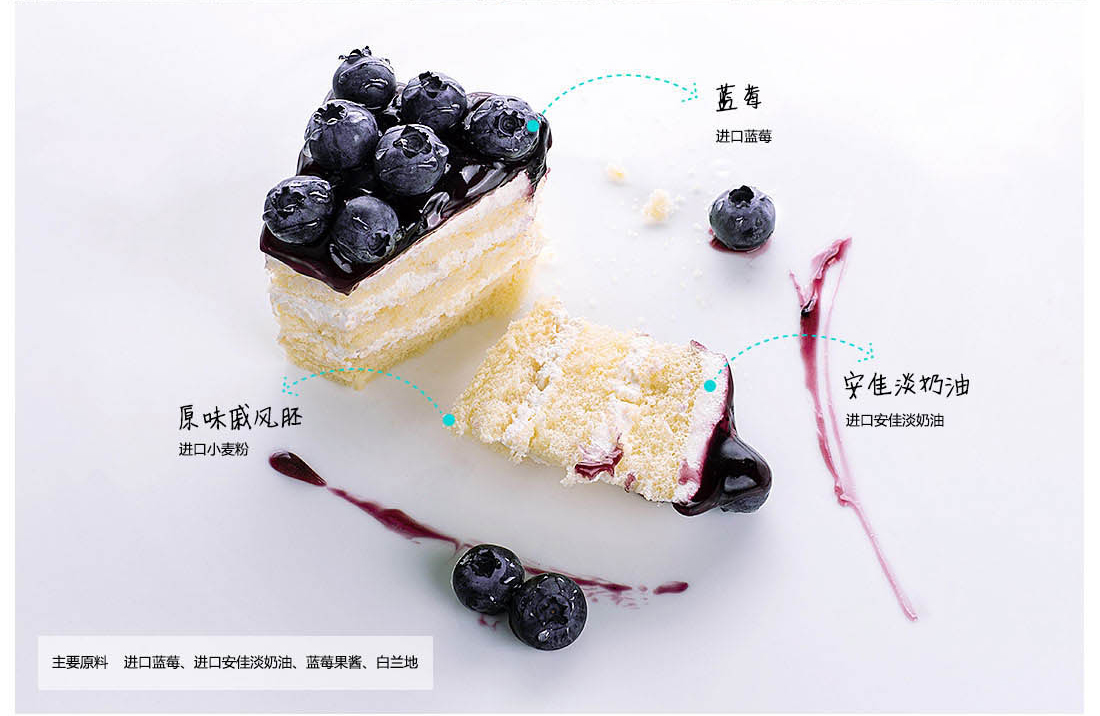 蓝莓
进口蓝莓
安佳淡奶油
进口安佳淡奶油
原味戚风胚
进口小麦粉
主要原料 进口蓝莓、进口安佳淡奶油、蓝莓果酱、白兰地